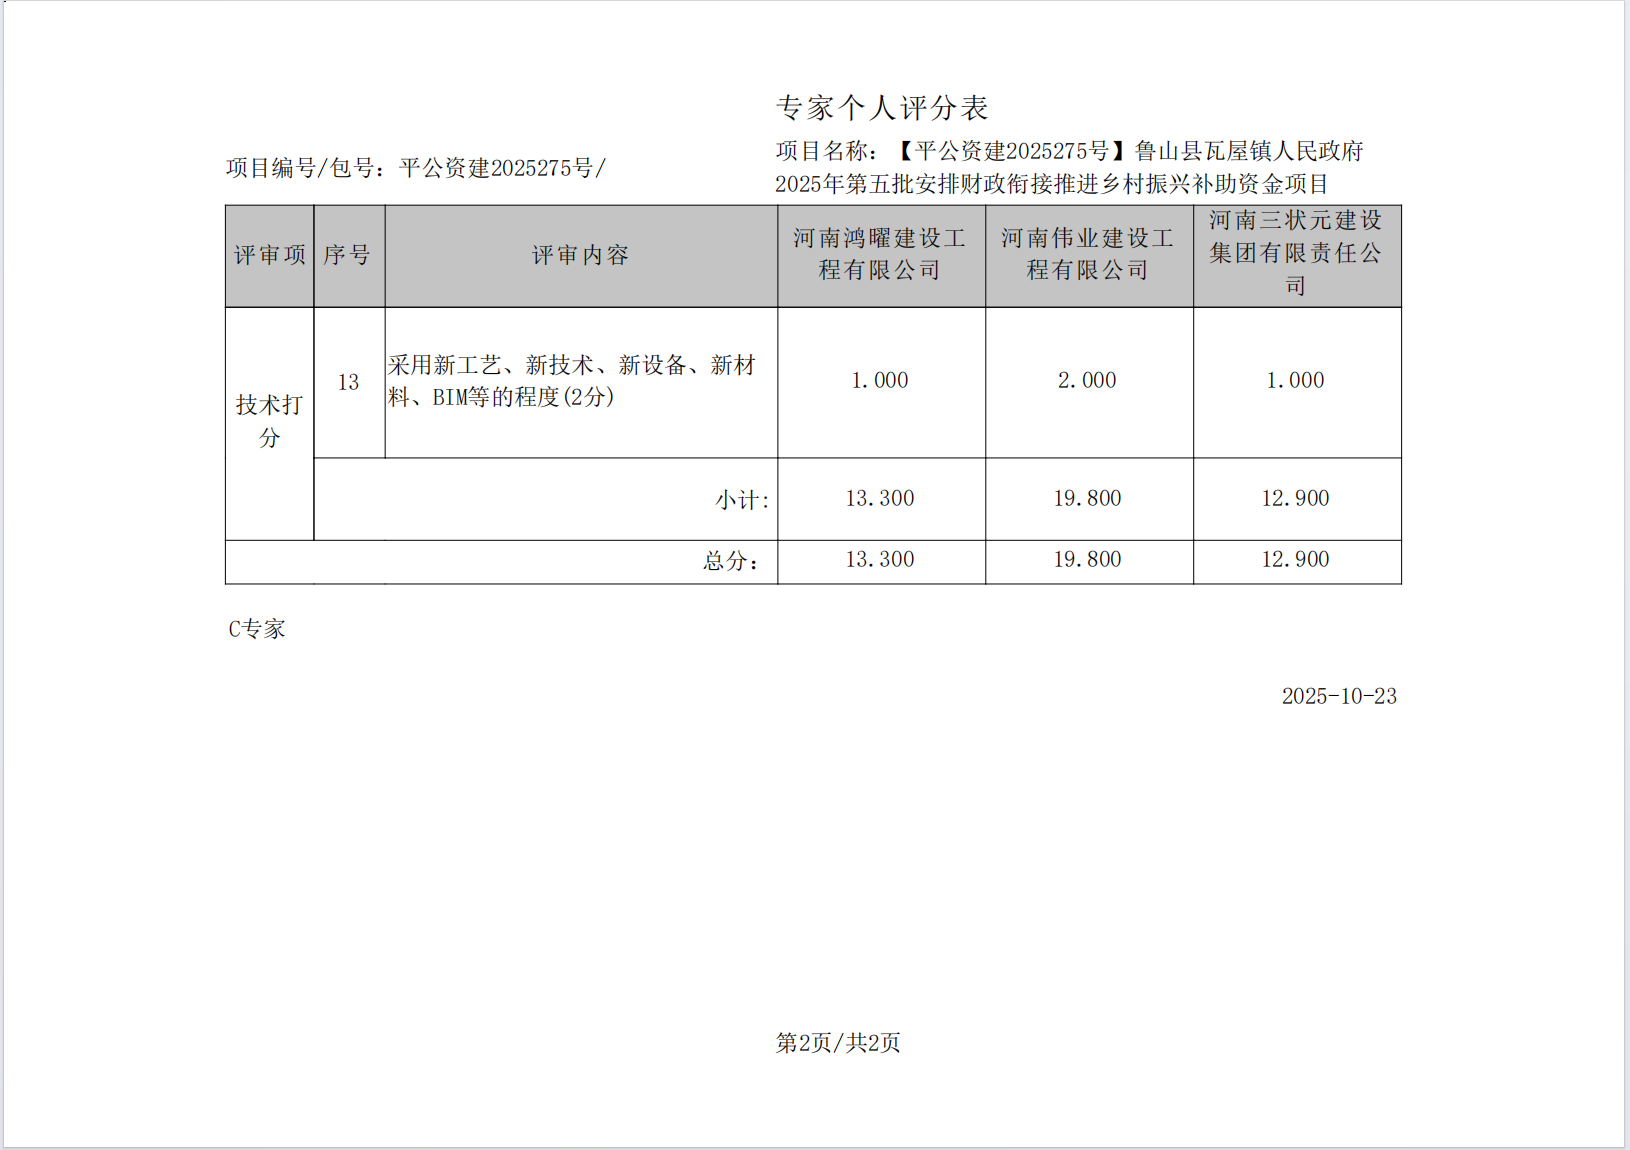 专家个人评分表
项目编号/包号：平公资建2025275号/
项目名称：【平公资建2025275号】鲁山县瓦屋镇人民政府
2025年第五批安排财政衔接推进乡村振兴补助资金项目
评审项
序号
评审内容
河南鸿曜建设工
程有限公司
河南伟业建设工
程有限公司
河南三状元建设
集团有限责任公
司
技术打
分
13
采用新工艺、新技术、新设备、新材
料、BIM等的程度(2分)
1.000
2.000
1.000
小计:
13.300
19.800
12.900
总分：
13.300
19.800
12.900
C专家
2025-10-23
第2页/共2页